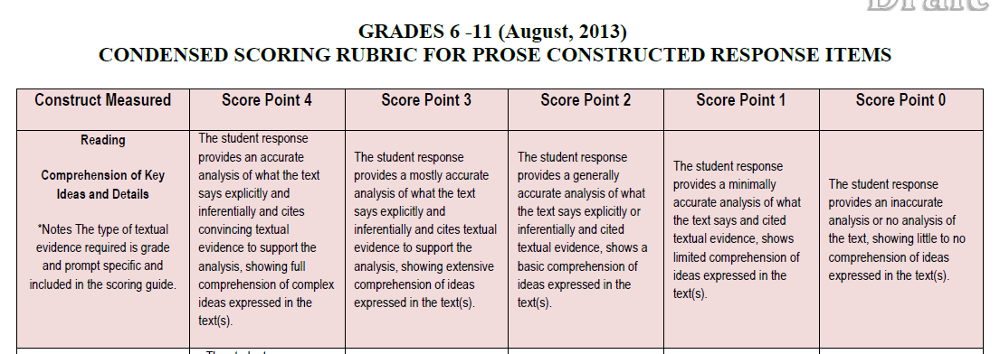 Draft
GRADES 6 -11 (August, 2013)
CONDENSED SCORING RUBRIC FOR PROSE CONSTRUCTED RESPONSE ITEMS
Construct Measured
Score Point 4
Score Point 3
Score Point 2
Score Point 1
Score Point 0
Reading
Comprehension of Key
Ideas and Details
*Notes The type of textual
evidence required is grade
and prompt specific and
included in the scoring guide.
The student response
provides an accurate
analysis of what the text
says explicitly and
inferentially and cites
convincing textual
evidence to support the
analysis, showing full
comprehension of complex
ideas expressed in the
text(s).
The student response
provides a mostly accurate
analysis of what the text
says explicitly and
inferentially and cites textual
evidence to support the
analysis, showing extensive
comprehension of ideas
expressed in the text(s).
The student response
provides a generally
accurate analysis of what
the text says explicitly or
inferentially and cited
textual evidence, shows a
basic comprehension of
ideas expressed in the
text(s).
The student response
provides a minimally
accurate analysis of what
the text says and cited
textual evidence, shows
limited comprehension of
ideas expressed in the
text(s).
The student response
provides an inaccurate
analysis or no analysis of
the text, showing little to no
comprehension of ideas
expressed in the text(s).